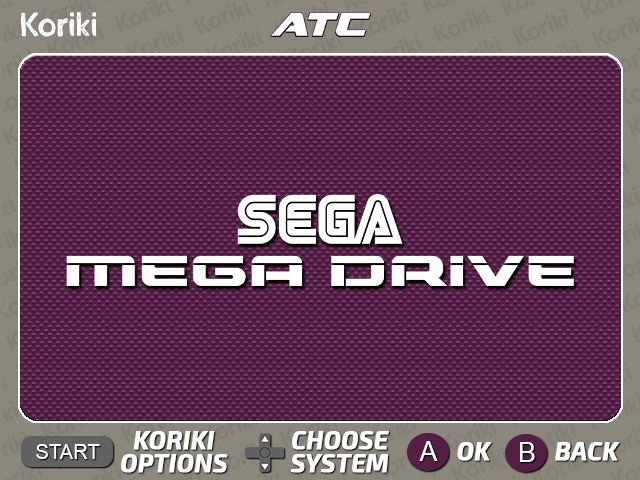 Koriki
ATC
SEGA
MEGA DRIVE
START KORIKI OPTIONS CHOOSE SYSTEM A OK B BACK